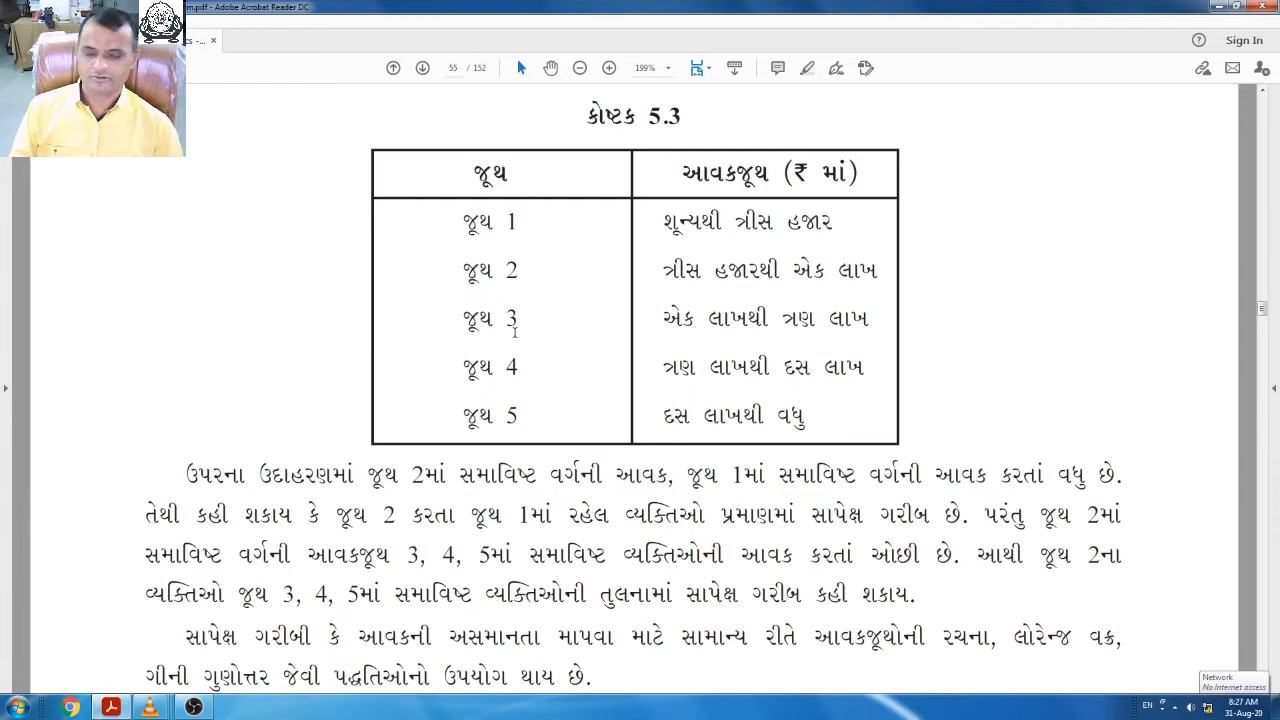 m.pdf - Adobe Acrobat Reader DC
cs -... ×
Sign In
55 / 152
199%
કોષ્ટક 5.3
જૂથ આવકજૂથ (₹ માં)
જૂથ 1 શૂન્યથી ત્રીસ હજાર
જૂથ 2 ત્રીસ હજારથી એક લાખ
જૂથ 3 એક લાખથી ત્રણ લાખ
જૂથ 4 ત્રણ લાખથી દસ લાખ
જૂથ 5 દસ લાખથી વધુ
ઉપરના ઉદાહરણમાં જૂથ 2માં સમાવિષ્ટ વર્ગની આવક, જૂથ 1માં સમાવિષ્ટ વર્ગની આવક કરતાં વધુ છે.
તેથી કહી શકાય કે જૂથ 2 કરતા જૂથ 1માં રહેલ વ્યક્તિઓ પ્રમાણમાં સાપેક્ષ ગરીબ છે. પરંતુ જૂથ 2માં
સમાવિષ્ટ વર્ગની આવકજૂથ 3, 4, 5માં સમાવિષ્ટ વ્યક્તિઓની આવક કરતાં ઓછી છે. આથી જૂથ 2ના
વ્યક્તિઓ જૂથ 3, 4, 5માં સમાવિષ્ટ વ્યક્તિઓની તુલનામાં સાપેક્ષ ગરીબ કહી શકાય.
સાપેક્ષ ગરીબી કે આવકની અસમાનતા માપવા માટે સામાન્ય રીતે આવકજૂથોની રચના, લોરેન્જ વક્ર,
ગીની ગુણોત્તર જેવી પદ્ધતિઓનો ઉપયોગ થાય છે.
Network
No Internet access
EN
8:27 AM
31-Aug-20